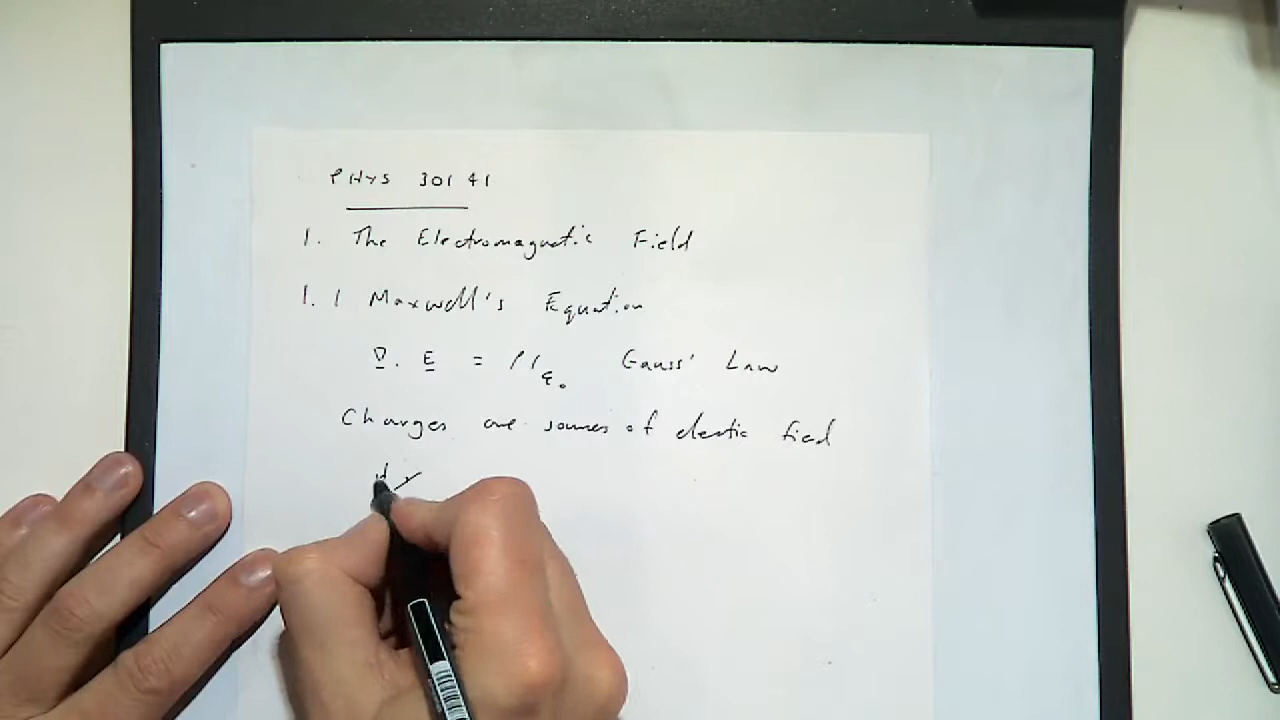 PHYS 30141
1. The Electromagnetic Field
1.1 Maxwell's Equation
∇. E = ρ/ε₀ Gauss' Law
Charges are sources of electric field